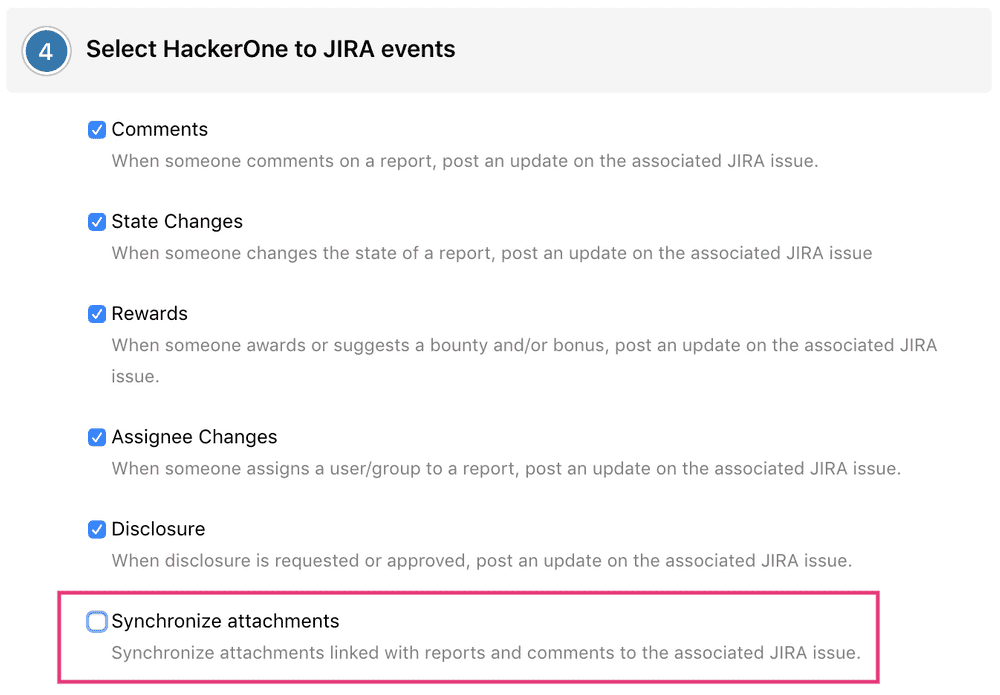 4
Select HackerOne to JIRA events
Comments
When someone comments on a report, post an update on the associated JIRA issue.
State Changes
When someone changes the state of a report, post an update on the associated JIRA issue
Rewards
When someone awards or suggests a bounty and/or bonus, post an update on the associated JIRA
issue.
Assignee Changes
When someone assigns a user/group to a report, post an update on the associated JIRA issue.
Disclosure
When disclosure is requested or approved, post an update on the associated JIRA issue.
Synchronize attachments
Synchronize attachments linked with reports and comments to the associated JIRA issue.